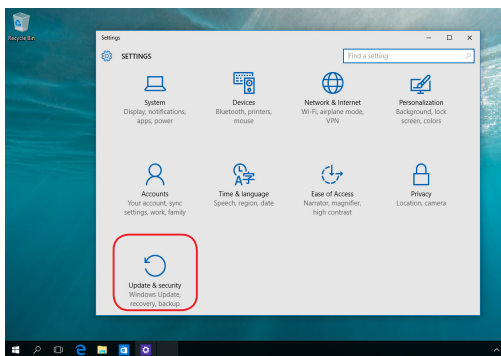 Recycle Bin
Settings
SETTINGS
Find a setting
System
Display, notifications,
apps, power
Devices
Bluetooth, printers,
mouse
Network & Internet
Wi-Fi, airplane mode,
VPN
Personalization
Background, lock
screen, colors
Accounts
Your account, sync
settings, work, family
Time & language
Speech, region, date
Ease of Access
Narrator, magnifier,
high contrast
Privacy
Location, camera
Update & security
Windows Update,
recovery, backup